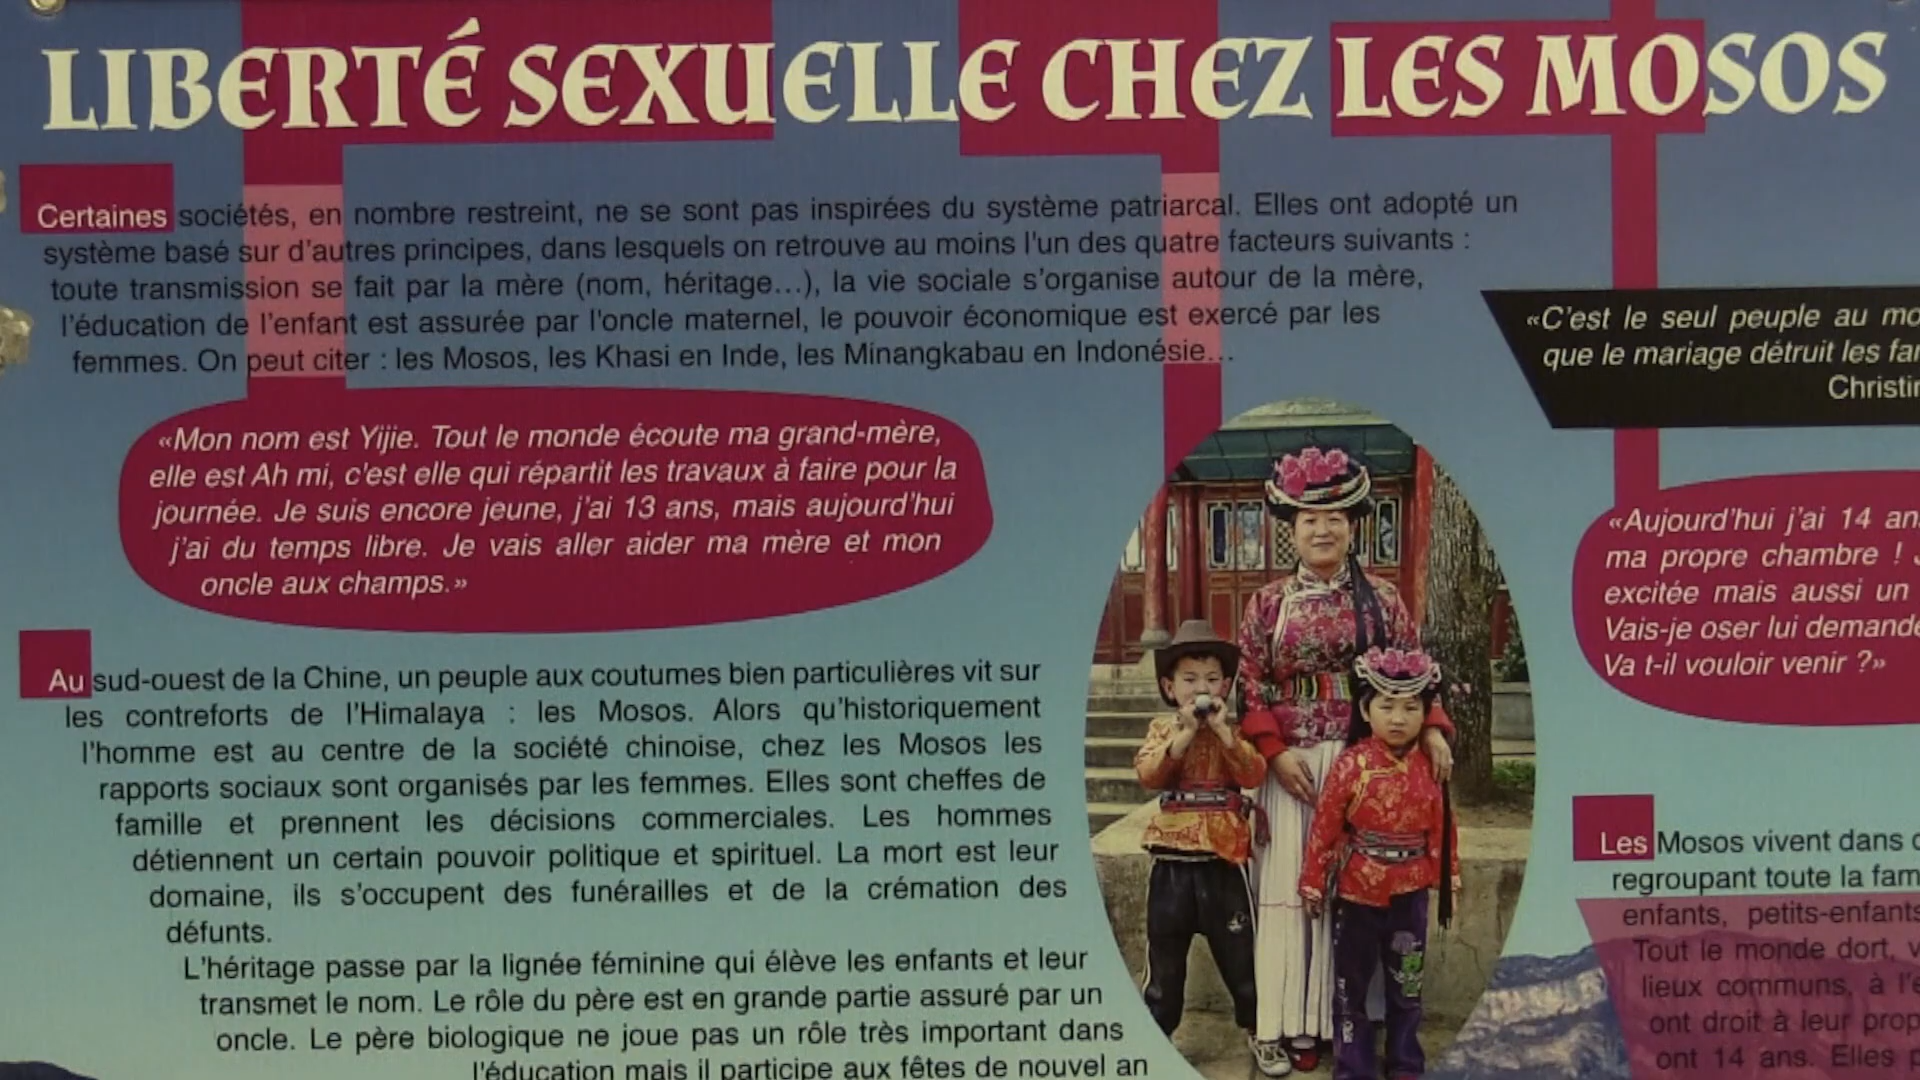 LIBERTÉ SEXUELLE CHEZ LES MOSOS
Certaines sociétés, en nombre restreint, ne se sont pas inspirées du système patriarcal. Elles ont adopté un
système basé sur d'autres principes, dans lesquels on retrouve au moins l'un des quatre facteurs suivants :
toute transmission se fait par la mère (nom, héritage...), la vie sociale s'organise autour de la mère,
l'éducation de l'enfant est assurée par l'oncle maternel, le pouvoir économique est exercé par les
femmes. On peut citer : les Mosos, les Khasi en Inde, les Minangkabau en Indonésie...
«Mon nom est Yijie. Tout le monde écoute ma grand-mère,
elle est Ah mi, c'est elle qui répartit les travaux à faire pour la
journée. Je suis encore jeune, j'ai 13 ans, mais aujourd'hui
j'ai du temps libre. Je vais aller aider ma mère et mon
oncle aux champs.»
Au sud-ouest de la Chine, un peuple aux coutumes bien particulières vit sur
les contreforts de l'Himalaya : les Mosos. Alors qu'historiquement
l'homme est au centre de la société chinoise, chez les Mosos les
rapports sociaux sont organisés par les femmes. Elles sont cheffes de
famille et prennent les décisions commerciales. Les hommes
détiennent un certain pouvoir politique et spirituel. La mort est leur
domaine, ils s'occupent des funérailles et de la crémation des
défunts.
L'héritage passe par la lignée féminine qui élève les enfants et leur
transmet le nom. Le rôle du père est en grande partie assuré par un
oncle. Le père biologique ne joue pas un rôle très important dans
l'éducation mais il participe aux fêtes de nouvel an
«C'est le seul peuple au mo
que le mariage détruit les fa
Christi
«Aujourd'hui j'ai 14 an
ma propre chambre !
excitée mais aussi un
Vais-je oser lui demande
Va t-il vouloir venir ?»
Les Mosos vivent dans
regroupant toute la fam
enfants, petits-enfants
Tout le monde dort,
lieux communs, à l'
ont droit à leur prop
ont 14 ans. Elles p